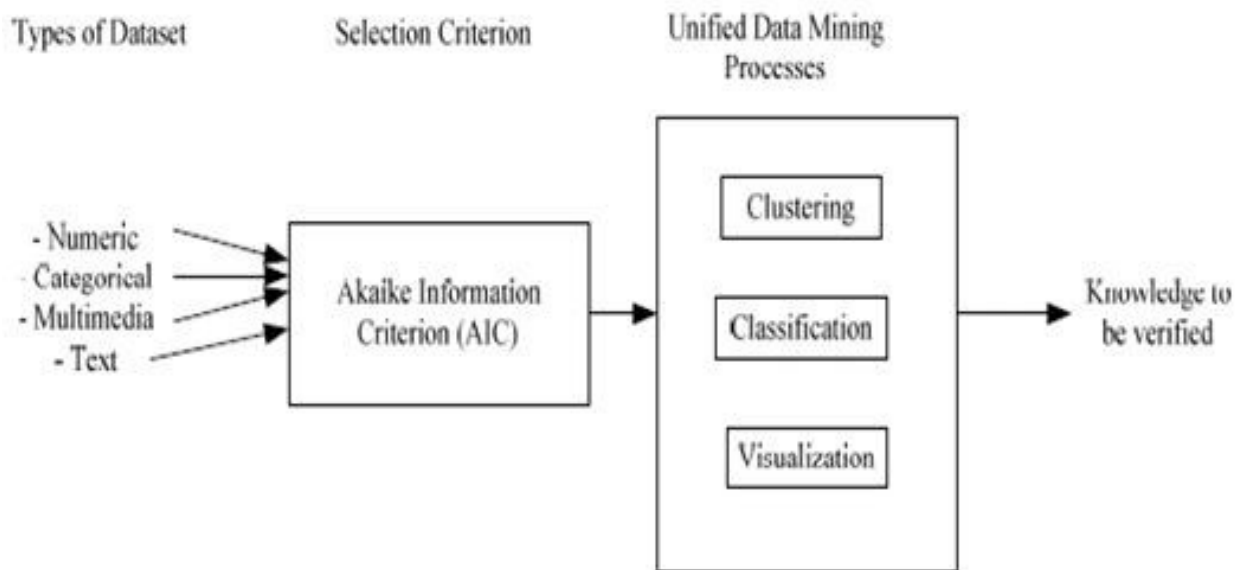 Types of Dataset
Selection Criterion
Unified Data Mining
Processes
- Numeric
- Categorical
- Multimedia
- Text
Akaike Information
Criterion (AIC)
Clustering
Classification
Visualization
Knowledge to
be verified